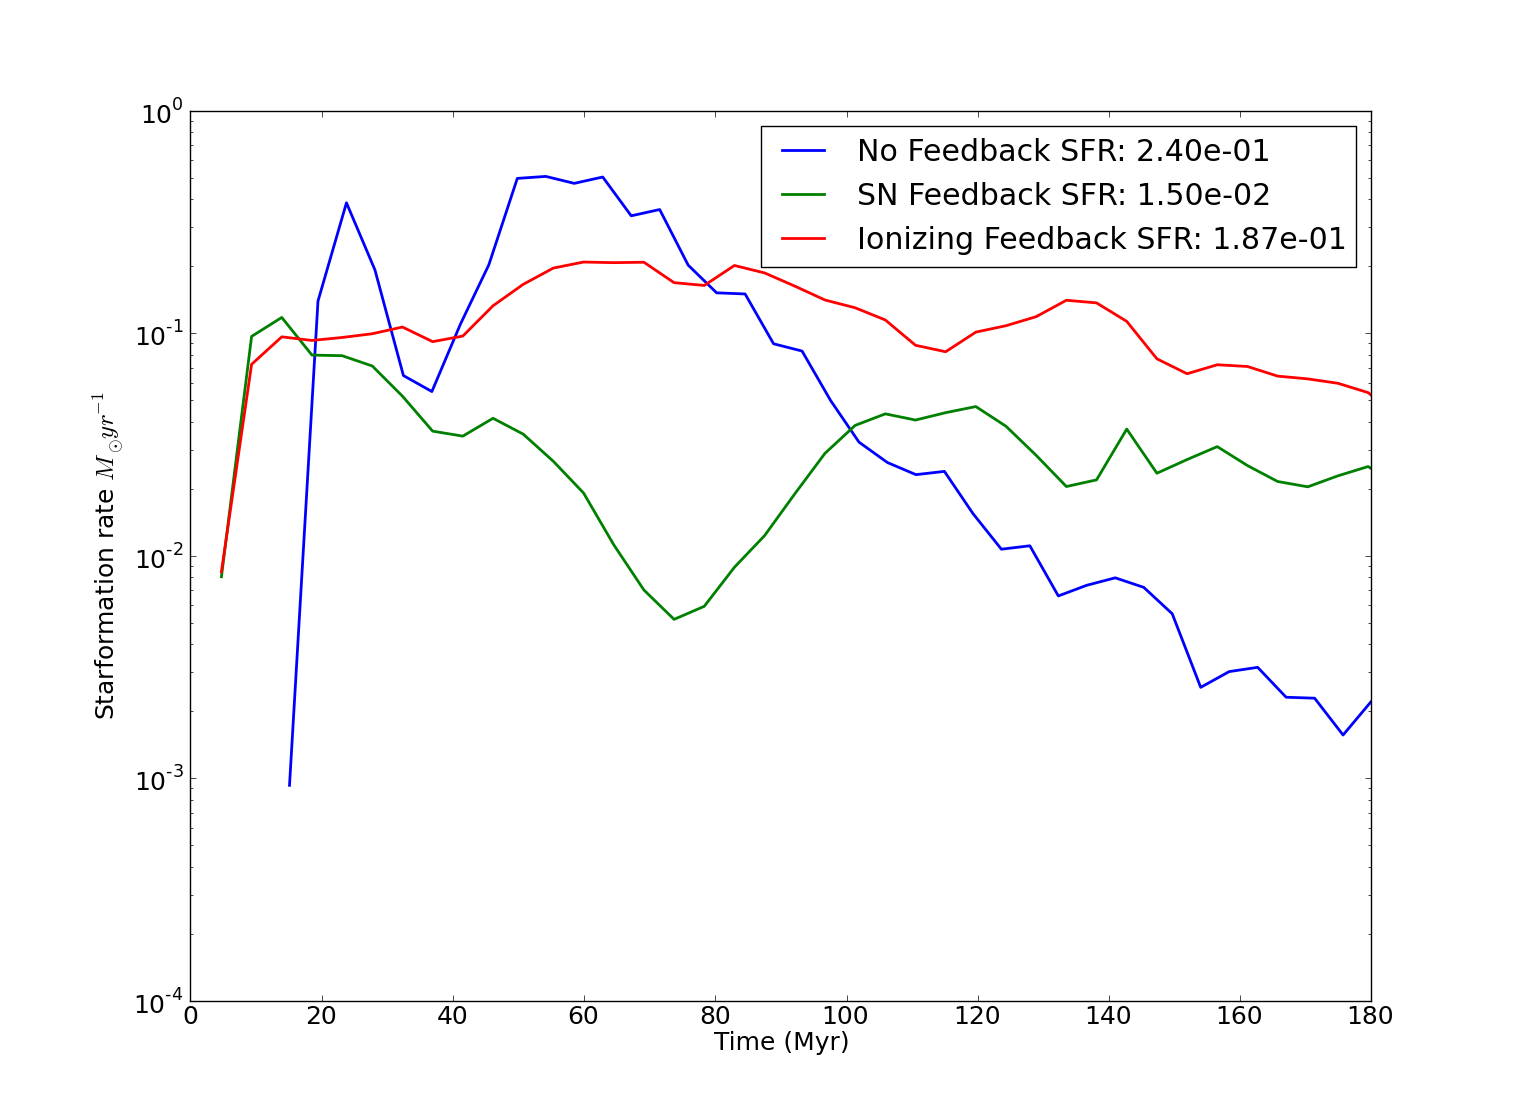 10^0
No Feedback SFR: 2.40e-01
SN Feedback SFR: 1.50e-02
Ionizing Feedback SFR: 1.87e-01
10^-1
Starformation rate M⊙yr^−1
10^-2
10^-3
10^-4
0 20 40 60 80 100 120 140 160 180
Time (Myr)